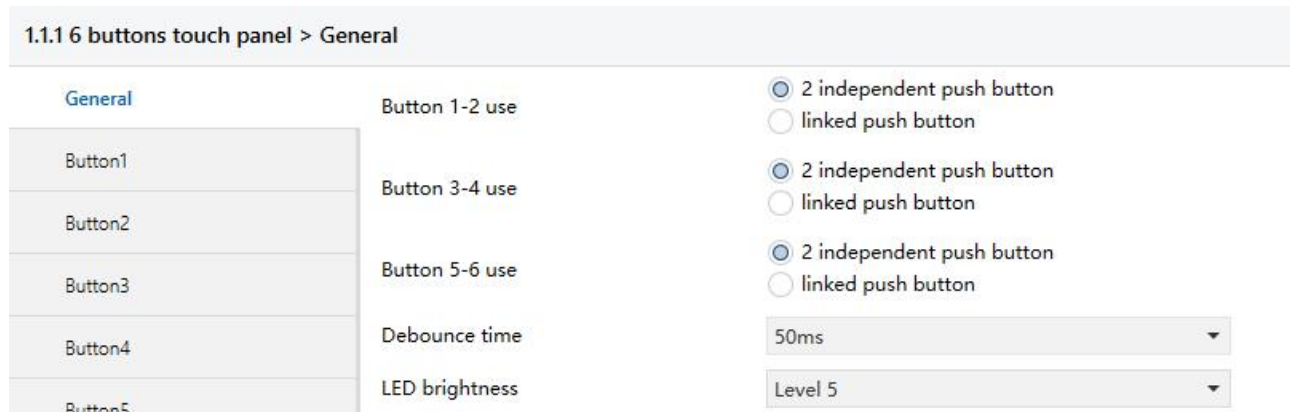 1.1.1 6 buttons touch panel > General
General
Button1
Button2
Button3
Button4
Button5
Button 1-2 use
2 independent push button
linked push button
Button 3-4 use
2 independent push button
linked push button
Button 5-6 use
2 independent push button
linked push button
Debounce time
50ms
LED brightness
Level 5